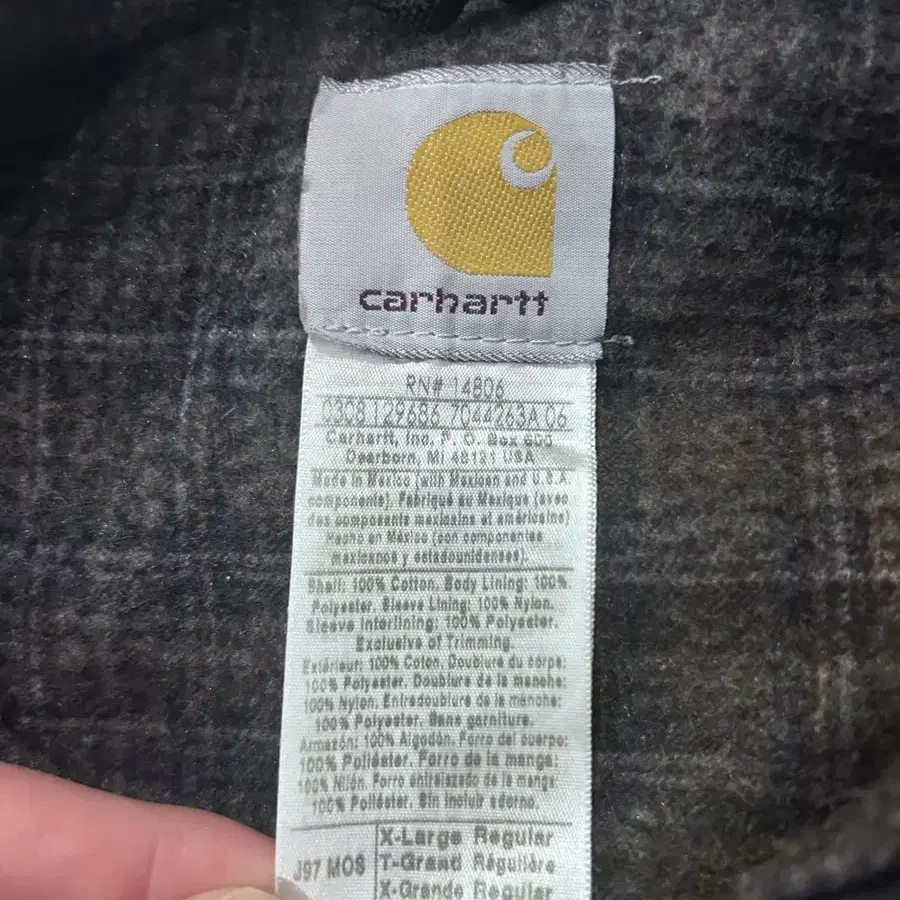 carhartt
RN# 14806
0308 129686 7044263A 06
Carhartt, Inc. P. O. Box 600
Dearborn, MI 48121 USA
Made in Mexico (with Mexican and U.S.A.
components). Fabriqué au Mexique (avec
des composants mexicains et américains)
Hecho en México (con componentes
mexicanos y estadounidenses).
Shell: 100% Cotton. Body Lining: 100%
Polyester. Sleeve Lining: 100% Nylon.
Sleeve Interlining: 100% Polyester.
Exclusive of Trimming.
Extérieur: 100% Coton. Doublure du corps:
100% Polyester. Doublure de la manche:
100% Nylon. Entredoublure de la manche:
100% Polyester. Sans garniture.
Armazón: 100% Algodón. Forro del cuerpo:
100% Poliester. Forro de la manga:
100% Nilón. Forro entrelazado de la manga
100% Poliéster. Sin incluir adorno.
J97 MOS
X-Large Regular
T-Grand Régulière
X-Grande Regular